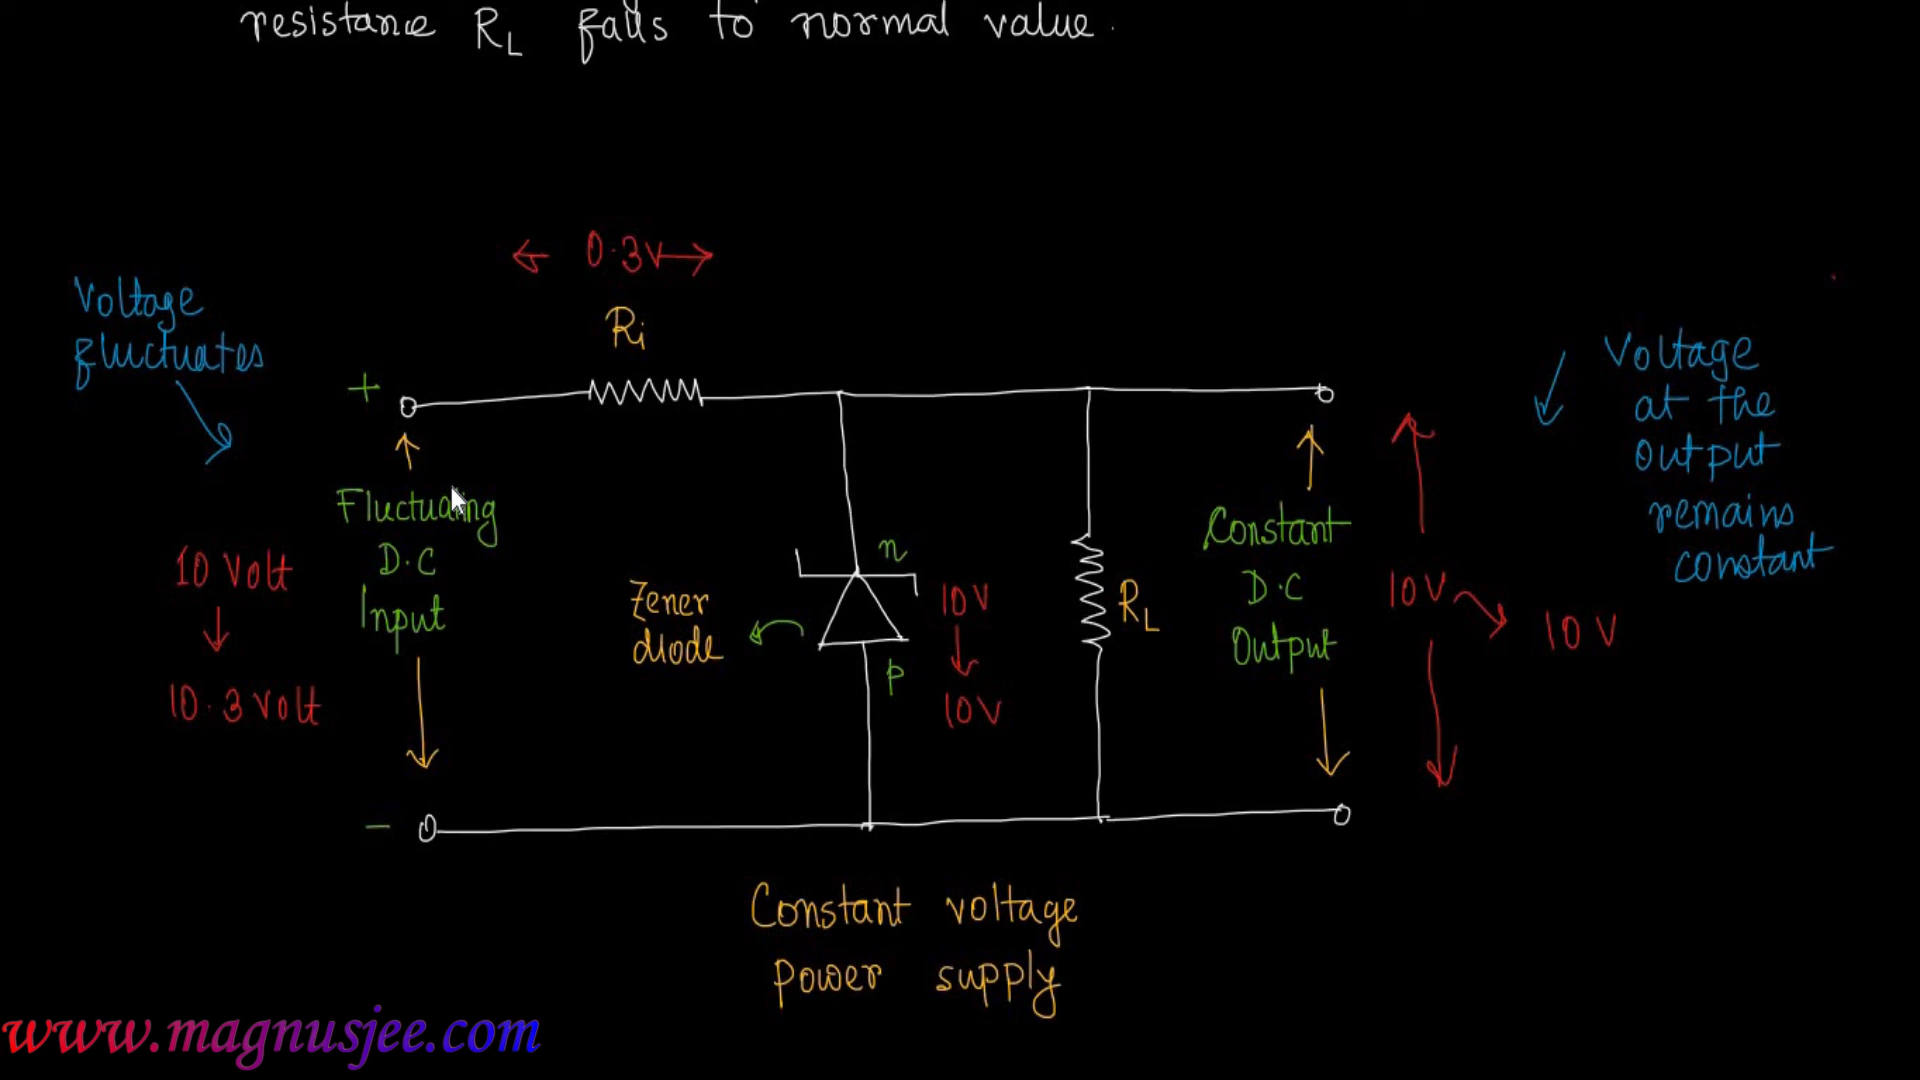 resistance RL falls to normal value.
← 0.3V →
Ri
Voltage
fluctuates
+
Fluctuating
D.C
Input
10 Volt
↓
10.3 volt
Zener
diode
n
p
10V
↓
10V
RL
Constant
D.C
Output
10V
10 V
Voltage
at the
output
remains
constant
-
Constant voltage
power supply
www.magnusjee.com